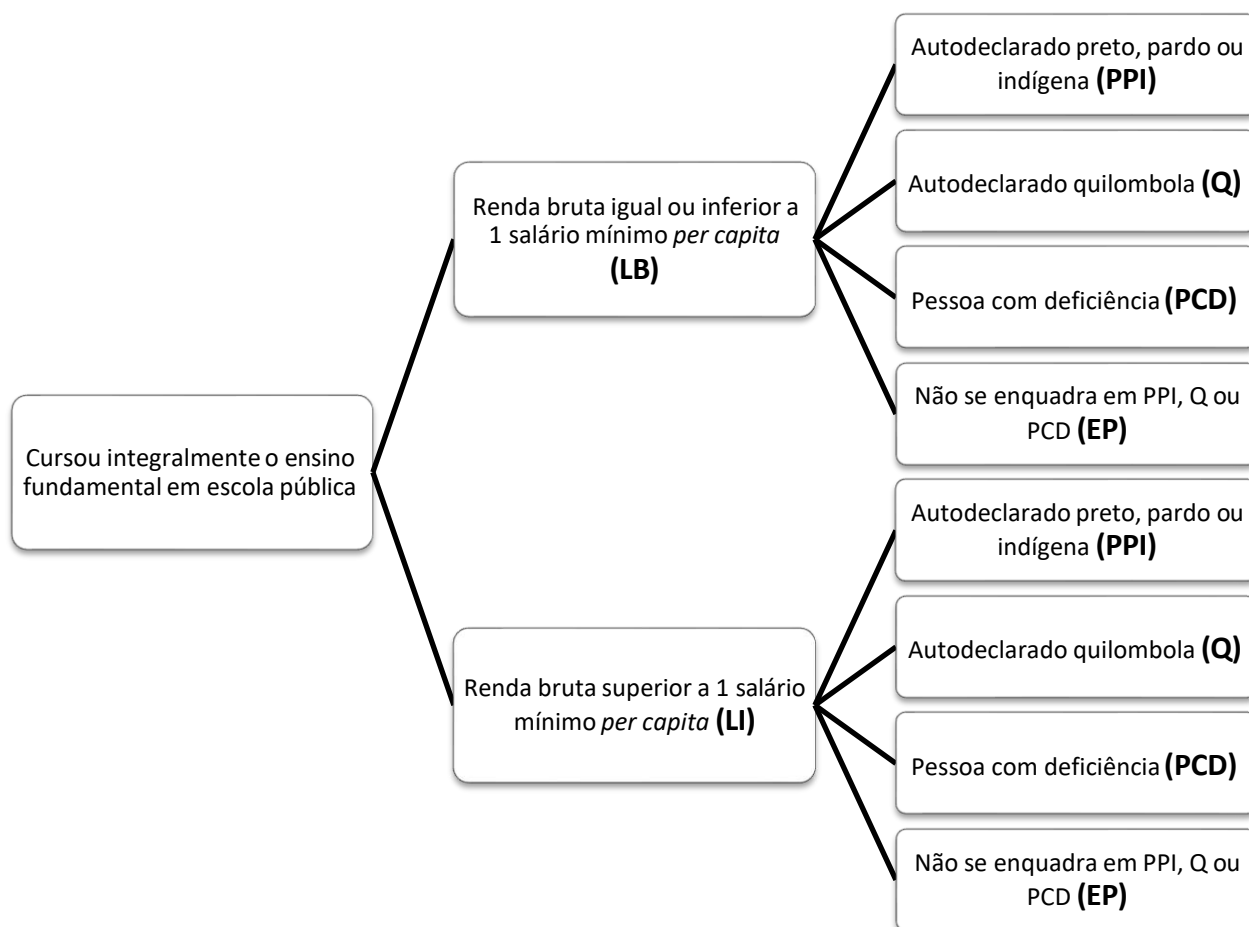 Cursou integralmente o ensino
fundamental em escola pública
Renda bruta igual ou inferior a
1 salário mínimo per capita
(LB)
Autodeclarado preto, pardo ou
indígena (PPI)
Autodeclarado quilombola (Q)
Pessoa com deficiência (PCD)
Não se enquadra em PPI, Q ou
PCD (EP)
Renda bruta superior a 1 salário
mínimo per capita (LI)
Autodeclarado preto, pardo ou
indígena (PPI)
Autodeclarado quilombola (Q)
Pessoa com deficiência (PCD)
Não se enquadra em PPI, Q ou
PCD (EP)